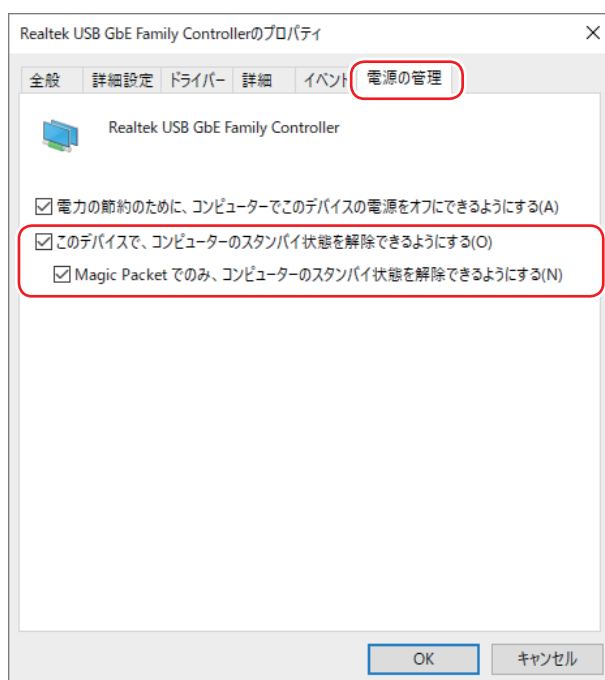 Realtek USB GbE Family Controllerのプロパティ
全般 詳細設定 ドライバー 詳細 イベント 電源の管理
Realtek USB GbE Family Controller
電力の節約のために、コンピューターでこのデバイスの電源をオフにできるようにする(A)
このデバイスで、コンピューターのスタンバイ状態を解除できるようにする(O)
Magic Packet でのみ、コンピューターのスタンバイ状態を解除できるようにする(N)
OK キャンセル